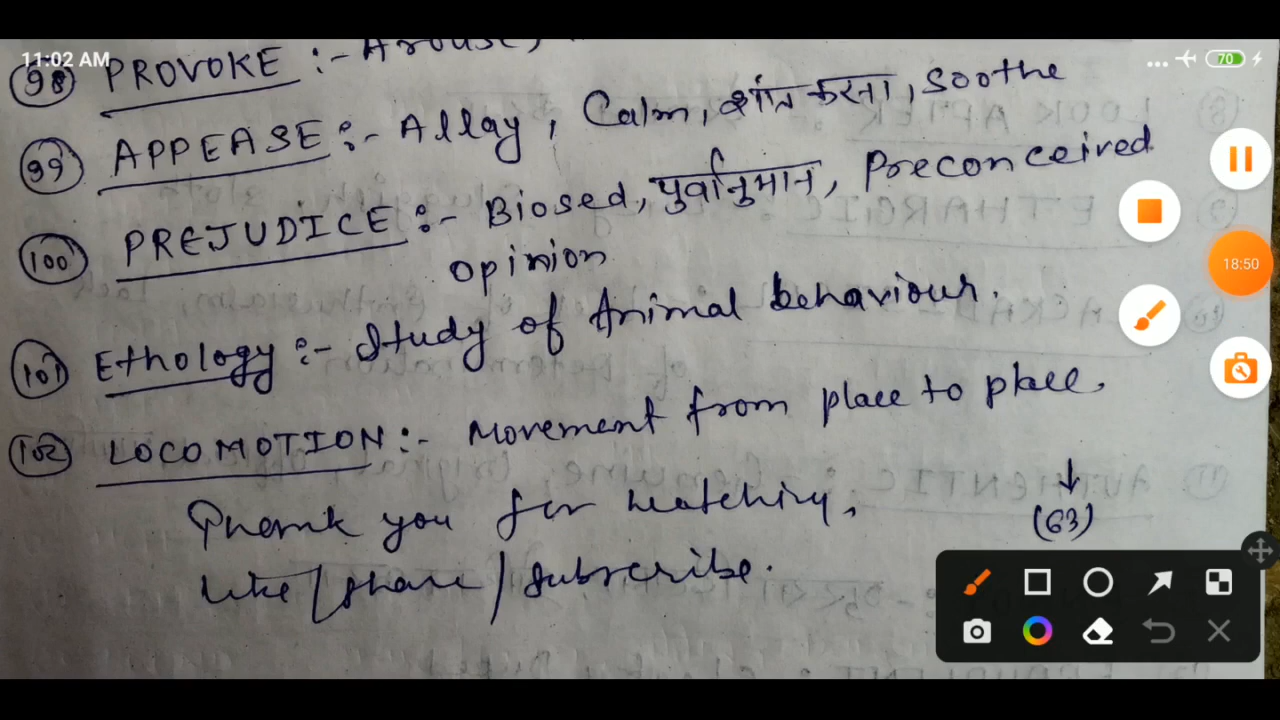 11:02 AM
70
98 PROVOKE :- Arouse,
99 APPEASE :- Allay, Calm, शांत करना, Soothe
100 PREJUDICE :- Biosed, पुर्वानुमान, Preconceived
opinion
101 Ethology :- Study of Animal behaviour.
102 LOCOMOTION :- Movement from place to place.
Thank you for watching,
like/share/subscribe.
(63)
18:50